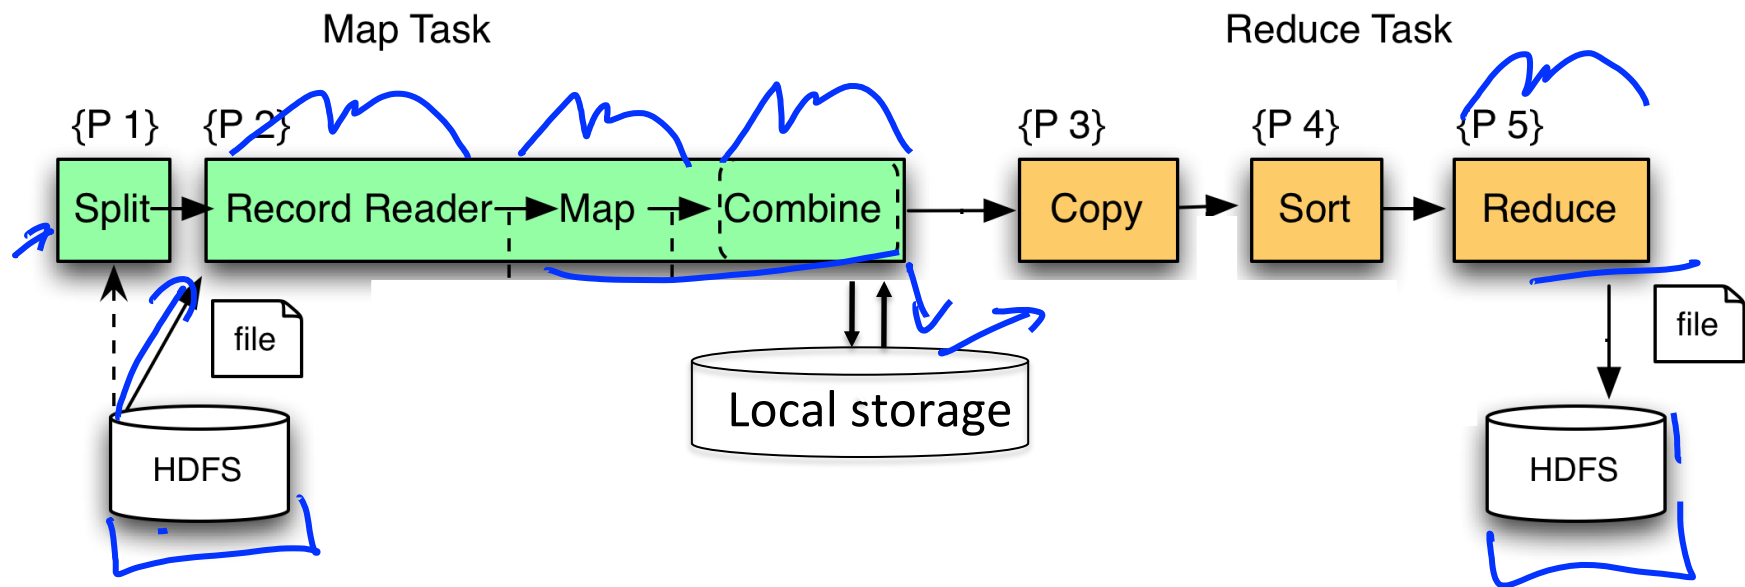 Map Task
Reduce Task
{P 1}
{P 2}
{P 3}
{P 4}
{P 5}
Split
Record Reader
Map
Combine
Copy
Sort
Reduce
file
file
Local storage
HDFS
HDFS